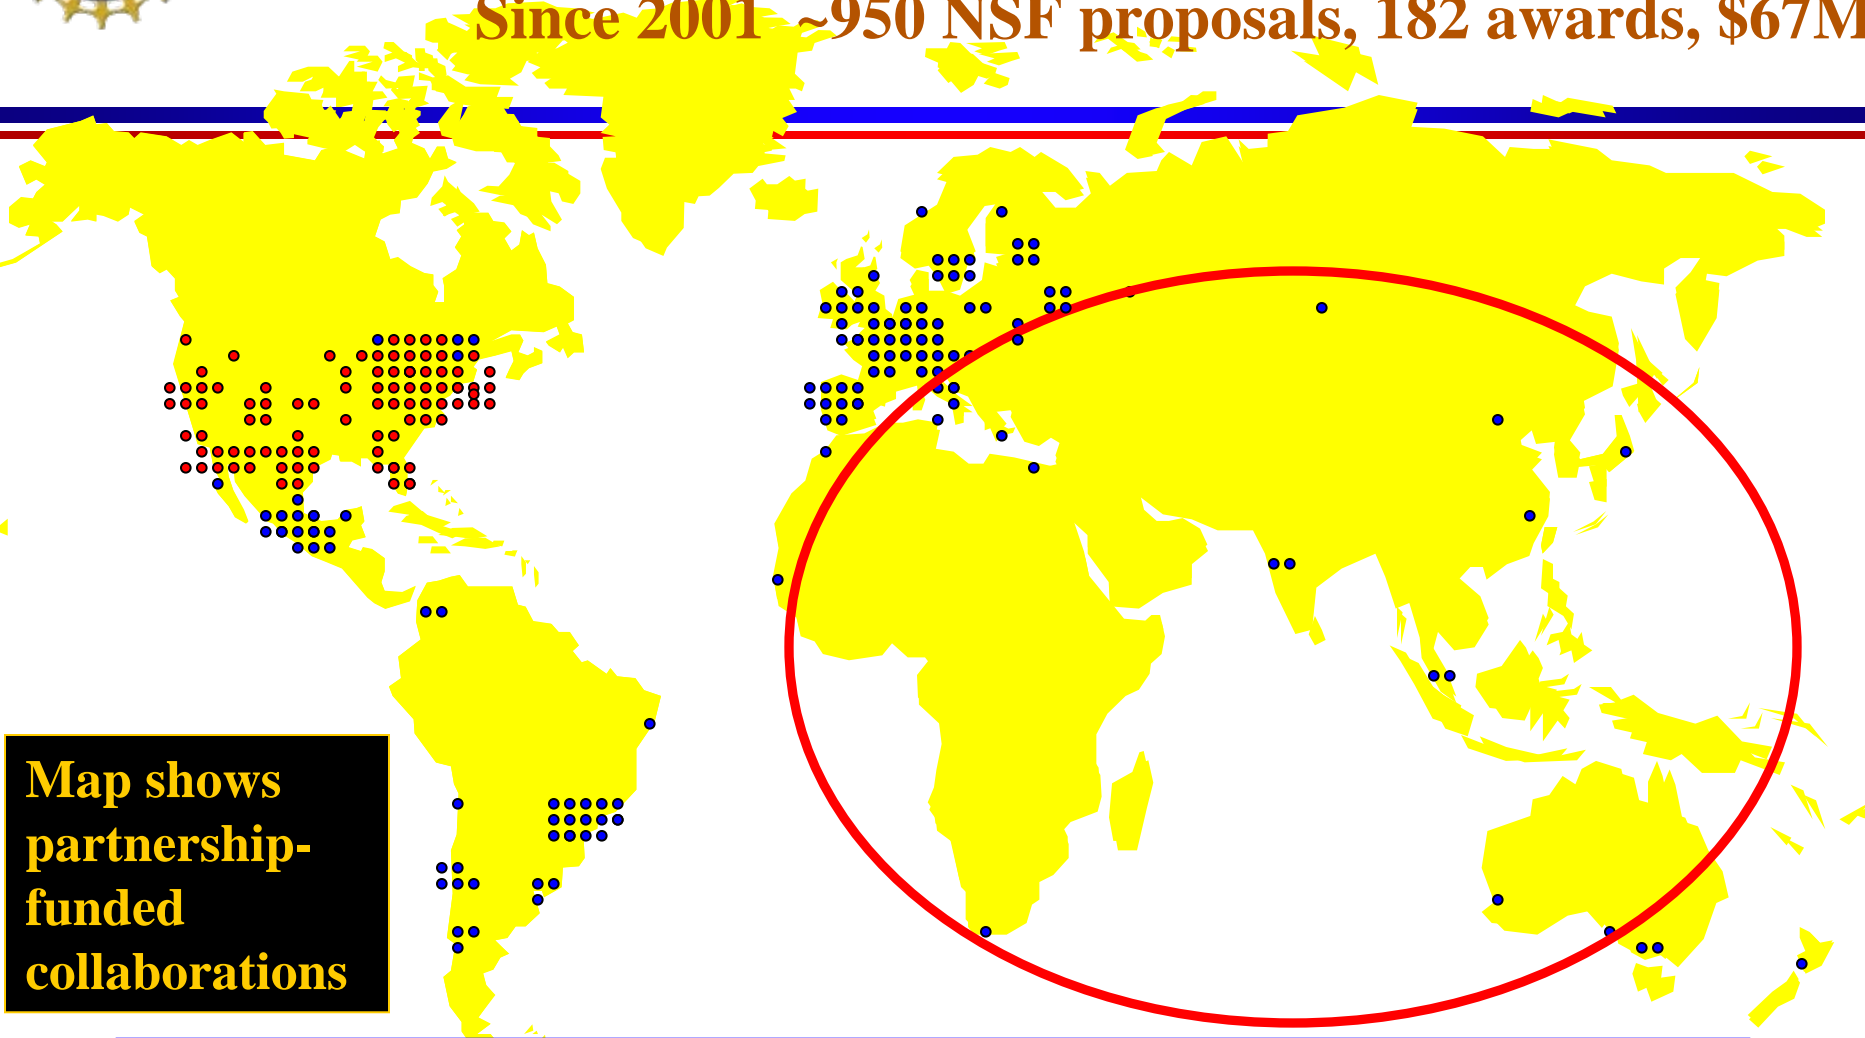 Since 2001 ~950 NSF proposals, 182 awards, $67M
Map shows
partnership-
funded
collaborations